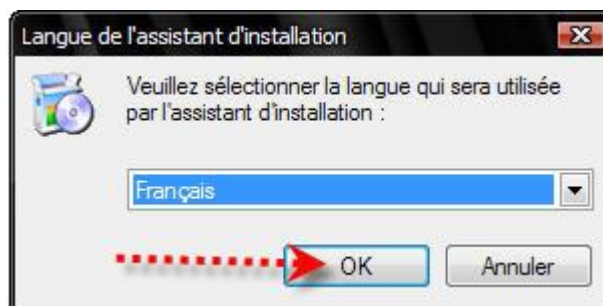 Langue de l'assistant d'installation
Veuillez sélectionner la langue qui sera utilisée
par l'assistant d'installation :
Français
OK
Annuler